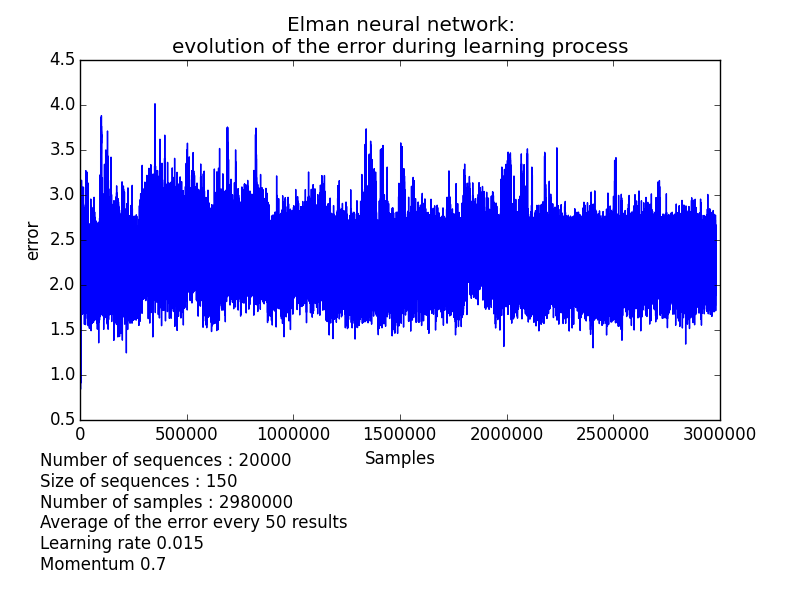 Elman neural network:
evolution of the error during learning process
4.5
4.0
3.5
3.0
2.5
2.0
1.5
1.0
0.5
error
0 500000 1000000 1500000 2000000 2500000 3000000
Samples
Number of sequences : 20000
Size of sequences : 150
Number of samples : 2980000
Average of the error every 50 results
Learning rate 0.015
Momentum 0.7